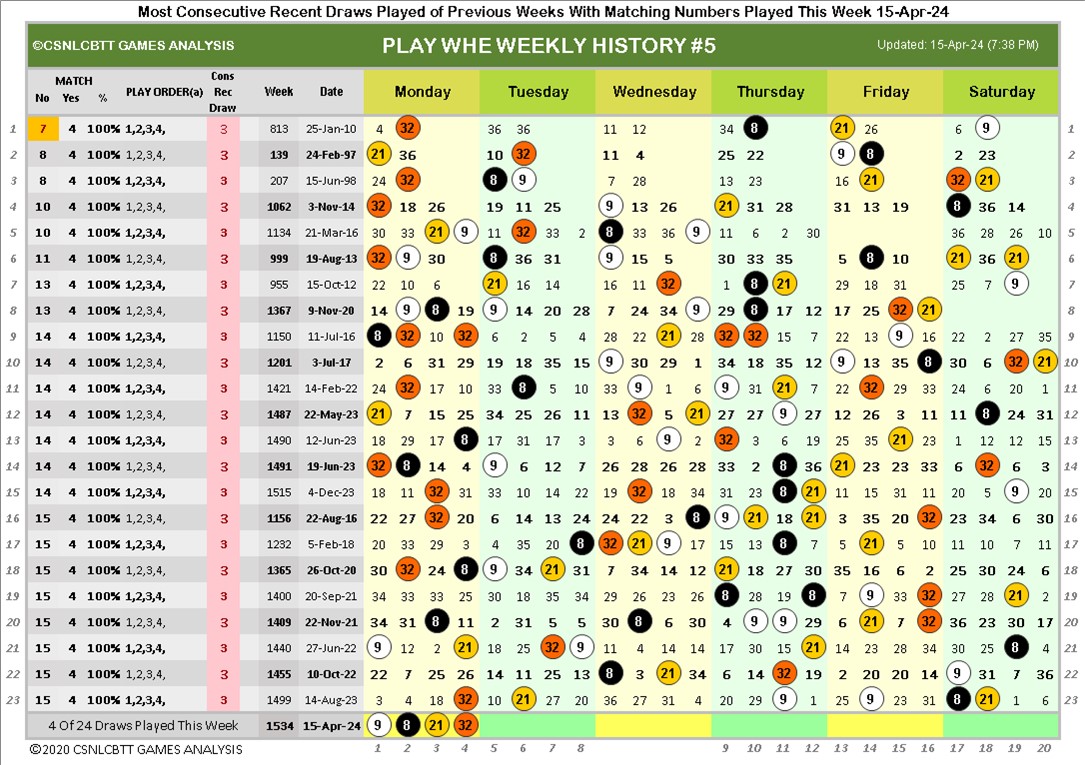 Most Consecutive Recent Draws Played of Previous Weeks With Matching Numbers Played This Week 15-Apr-24
©CSNLCBTT GAMES ANALYSIS PLAY WHE WEEKLY HISTORY #5 Updated: 15-Apr-24 (7:38 PM)
No MATCH Yes % PLAY ORDER(a) Cons Rec Draw Week Date Monday Tuesday Wednesday Thursday Friday Saturday
1 7 4 100% 1,2,3,4, 3 813 25-Jan-10 4 32 36 36 11 12 34 8 21 26 6 9 1
2 8 4 100% 1,2,3,4, 3 139 24-Feb-97 21 36 10 32 11 4 25 22 9 8 2 23 2
3 8 4 100% 1,2,3,4, 3 207 15-Jun-98 24 32 8 9 7 28 13 23 16 21 32 21 3
4 10 4 100% 1,2,3,4, 3 1062 3-Nov-14 32 18 26 19 11 25 9 13 26 21 31 28 31 13 19 8 36 14 4
5 10 4 100% 1,2,3,4, 3 1134 21-Mar-16 30 33 21 9 11 32 33 2 8 33 36 9 11 6 2 30 36 28 26 10 5
6 11 4 100% 1,2,3,4, 3 999 19-Aug-13 32 9 30 8 36 31 9 15 5 30 33 35 5 8 10 21 36 21 6
7 13 4 100% 1,2,3,4, 3 955 15-Oct-12 22 10 6 21 16 14 16 11 32 1 8 21 29 18 31 25 7 9 7
8 13 4 100% 1,2,3,4, 3 1367 9-Nov-20 14 9 8 19 9 14 20 28 7 24 34 9 29 8 13 12 17 25 32 21 8
9 14 4 100% 1,2,3,4, 3 1150 11-Jul-16 8 32 10 32 6 2 5 4 28 22 21 28 32 32 15 7 22 13 9 16 22 2 27 35 9
10 14 4 100% 1,2,3,4, 3 1201 3-Jul-17 2 6 31 29 19 18 35 15 9 30 29 1 34 18 35 12 9 13 35 8 30 6 32 21 10
11 14 4 100% 1,2,3,4, 3 1421 14-Feb-22 24 32 17 10 33 8 5 10 33 9 1 6 9 31 21 7 22 32 29 33 24 6 20 1 11
12 14 4 100% 1,2,3,4, 3 1487 22-May-23 21 7 15 25 34 25 26 11 13 32 5 21 27 27 9 27 12 26 3 11 11 8 24 31 12
13 14 4 100% 1,2,3,4, 3 1490 12-Jun-23 18 29 17 8 17 31 17 3 3 6 9 2 32 3 6 19 25 35 21 23 1 12 12 15 13
14 14 4 100% 1,2,3,4, 3 1491 19-Jun-23 32 8 14 4 9 6 12 7 26 28 26 28 33 2 8 36 21 23 23 33 6 32 6 3 14
15 14 4 100% 1,2,3,4, 3 1515 4-Dec-23 18 11 32 31 33 10 14 22 19 32 18 34 31 23 8 21 11 15 31 11 20 5 9 20 15
16 15 4 100% 1,2,3,4, 3 1156 22-Aug-16 22 27 32 20 6 14 13 24 24 22 3 8 9 21 18 21 3 35 20 32 23 34 6 30 16
17 15 4 100% 1,2,3,4, 3 1232 5-Feb-18 20 33 29 3 4 35 20 8 32 21 9 17 15 13 8 7 5 21 5 10 11 10 7 11 17
18 15 4 100% 1,2,3,4, 3 1365 26-Oct-20 30 32 24 8 9 34 21 31 7 34 14 12 21 18 27 30 35 16 6 2 25 30 24 6 18
19 15 4 100% 1,2,3,4, 3 1400 20-Sep-21 34 33 33 25 30 18 35 34 29 26 23 26 8 28 19 8 7 9 33 32 27 28 21 2 19
20 15 4 100% 1,2,3,4, 3 1409 22-Nov-21 34 31 8 11 2 31 5 5 30 8 6 30 4 9 9 29 6 21 7 32 36 23 30 17 20
21 15 4 100% 1,2,3,4, 3 1440 27-Jun-22 9 12 2 21 18 25 32 9 11 4 14 14 17 30 15 21 14 23 28 34 31 25 8 4 21
22 15 4 100% 1,2,3,4, 3 1455 10-Oct-22 22 7 25 26 14 11 25 13 8 3 21 34 6 14 32 19 2 20 20 14 9 31 7 36 22
23 15 4 100% 1,2,3,4, 3 1499 14-Aug-23 3 4 18 32 10 21 27 20 36 27 31 4 29 29 9 1 25 9 23 31 8 21 1 6 23
4 Of 24 Draws Played This Week 1534 15-Apr-24 9 8 21 32
©2020 CSNLCBTT GAMES ANALYSIS 1 2 3 4 5 6 7 8 9 10 11 12 13 14 15 16 17 18 19 20